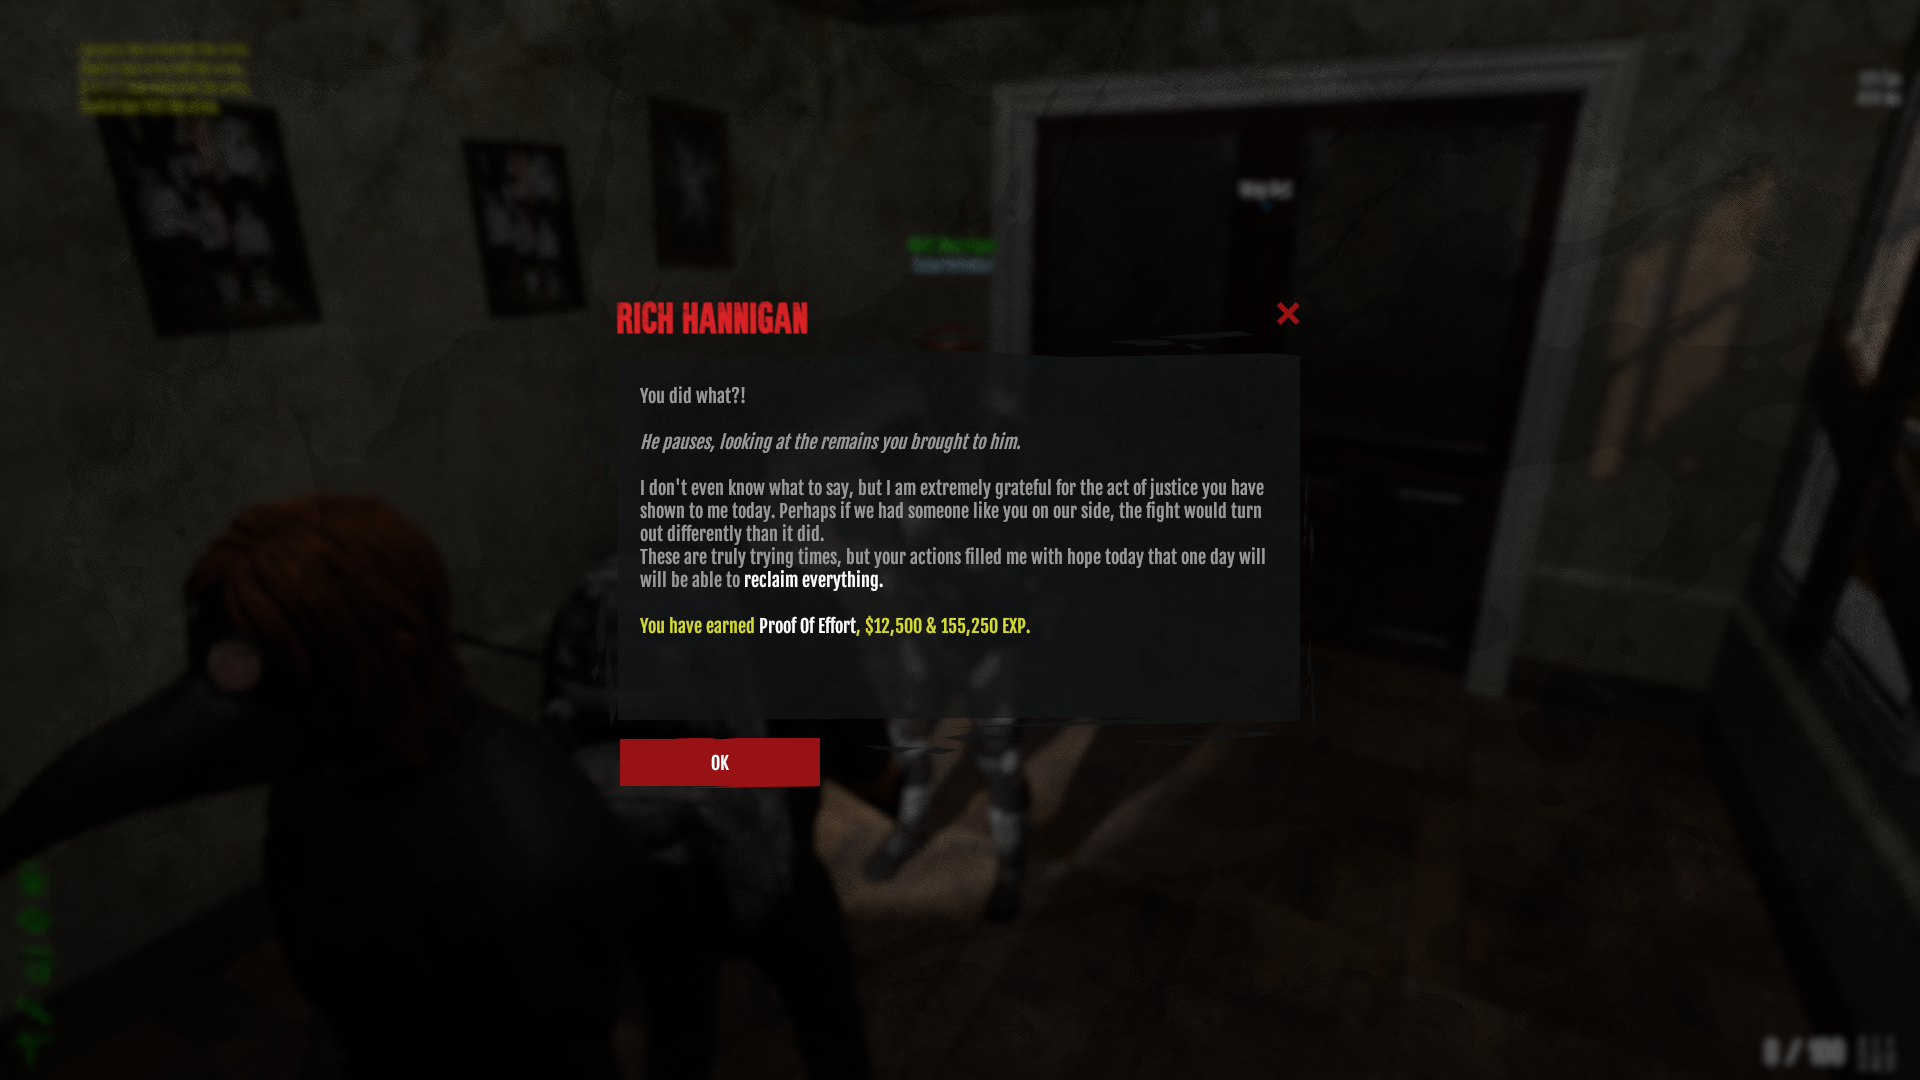 RICH HANNIGAN
You did what?!
He pauses, looking at the remains you brought to him.
I don't even know what to say, but I am extremely grateful for the act of justice you have
shown to me today. Perhaps if we had someone like you on our side, the fight would turn
out differently than it did.
These are truly trying times, but your actions filled me with hope today that one day will
will be able to reclaim everything.
You have earned Proof Of Effort, $12,500 & 155,250 EXP.
OK
0 / 100